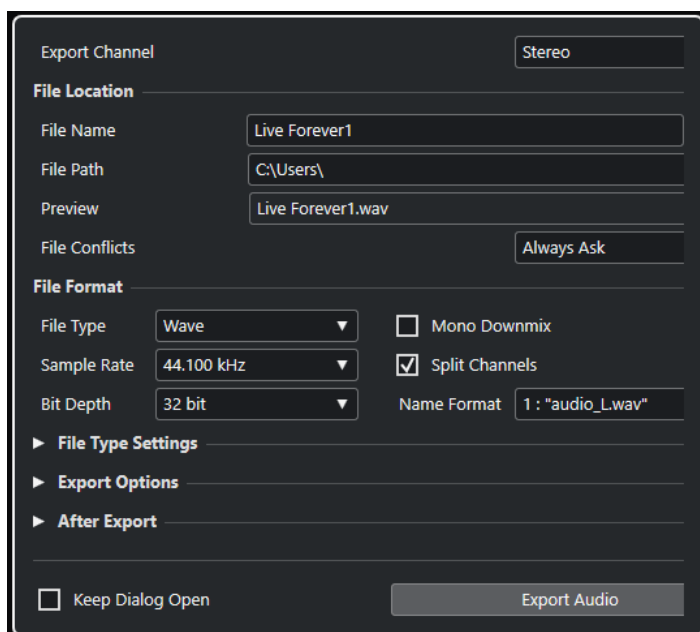 Export Channel Stereo
File Location
File Name Live Forever1
File Path C:\Users\
Preview Live Forever1.wav
File Conflicts Always Ask
File Format
File Type Wave Mono Downmix
Sample Rate 44.100 kHz Split Channels
Bit Depth 32 bit Name Format 1 : "audio_L.wav"
File Type Settings
Export Options
After Export
Keep Dialog Open Export Audio